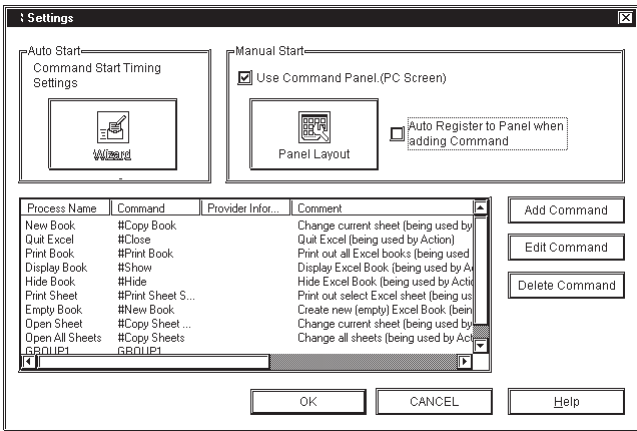 Settings
Auto Start
Command Start Timing
Settings
Wizard
Manual Start
Use Command Panel.(PC Screen)
Panel Layout
Auto Register to Panel when
adding Command
Process Name Command Provider Infor... Comment
New Book #Copy Book Change current sheet (being used by
Quit Excel #Close Quit Excel (being used by Action)
Print Book #Print Book Print out all Excel books (being used
Display Book #Show Display Excel Book (being used by A
Hide Book #Hide Hide Excel Book (being used by Actio
Print Sheet #Print Sheet S... Print out select Excel sheet (being us
Empty Book #New Book Create new (empty) Excel Book (bein
Open Sheet #Copy Sheet ... Change current sheet (being used by
Open All Sheets #Copy Sheets Change all sheets (being used by Act
GROUP1 GROUP1
Add Command
Edit Command
Delete Command
OK
CANCEL
Help